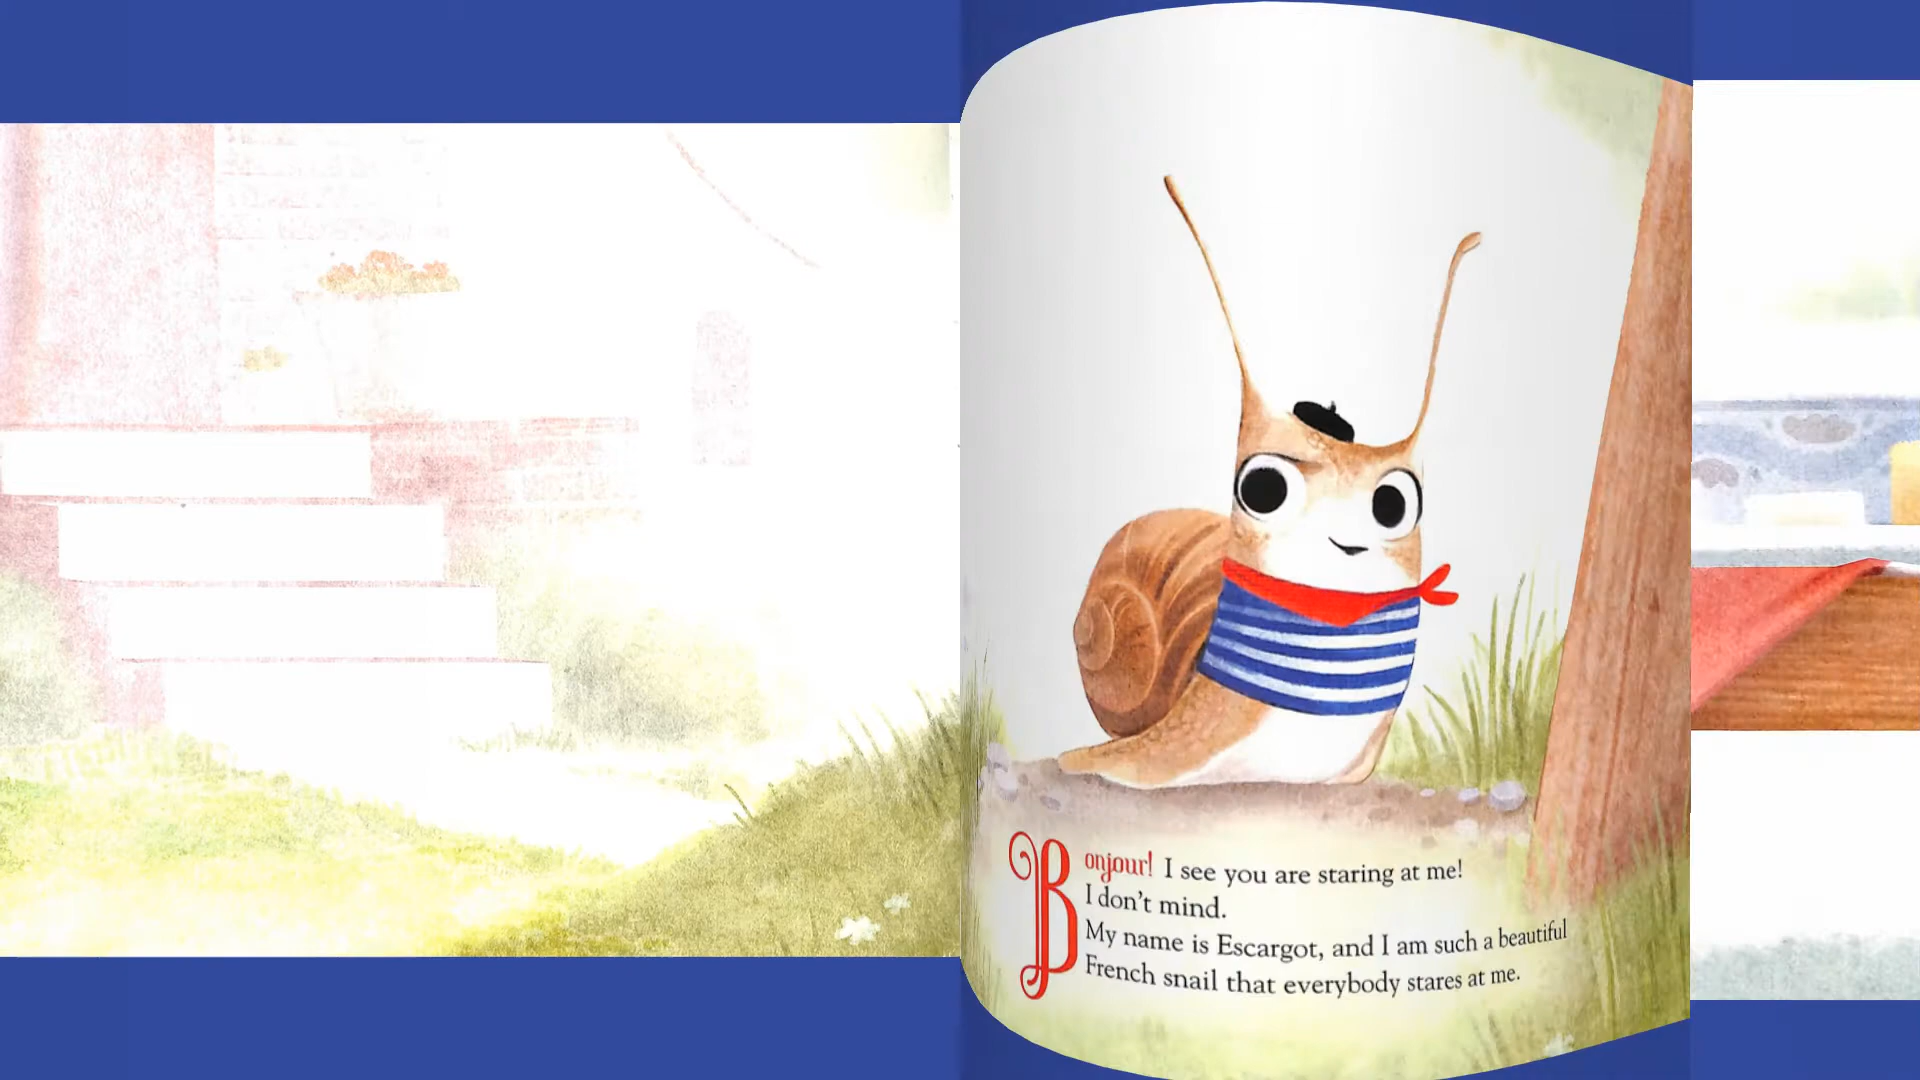 Bonjour! I see you are staring at me!
I don't mind.
My name is Escargot, and I am such a beautiful
French snail that everybody stares at me.